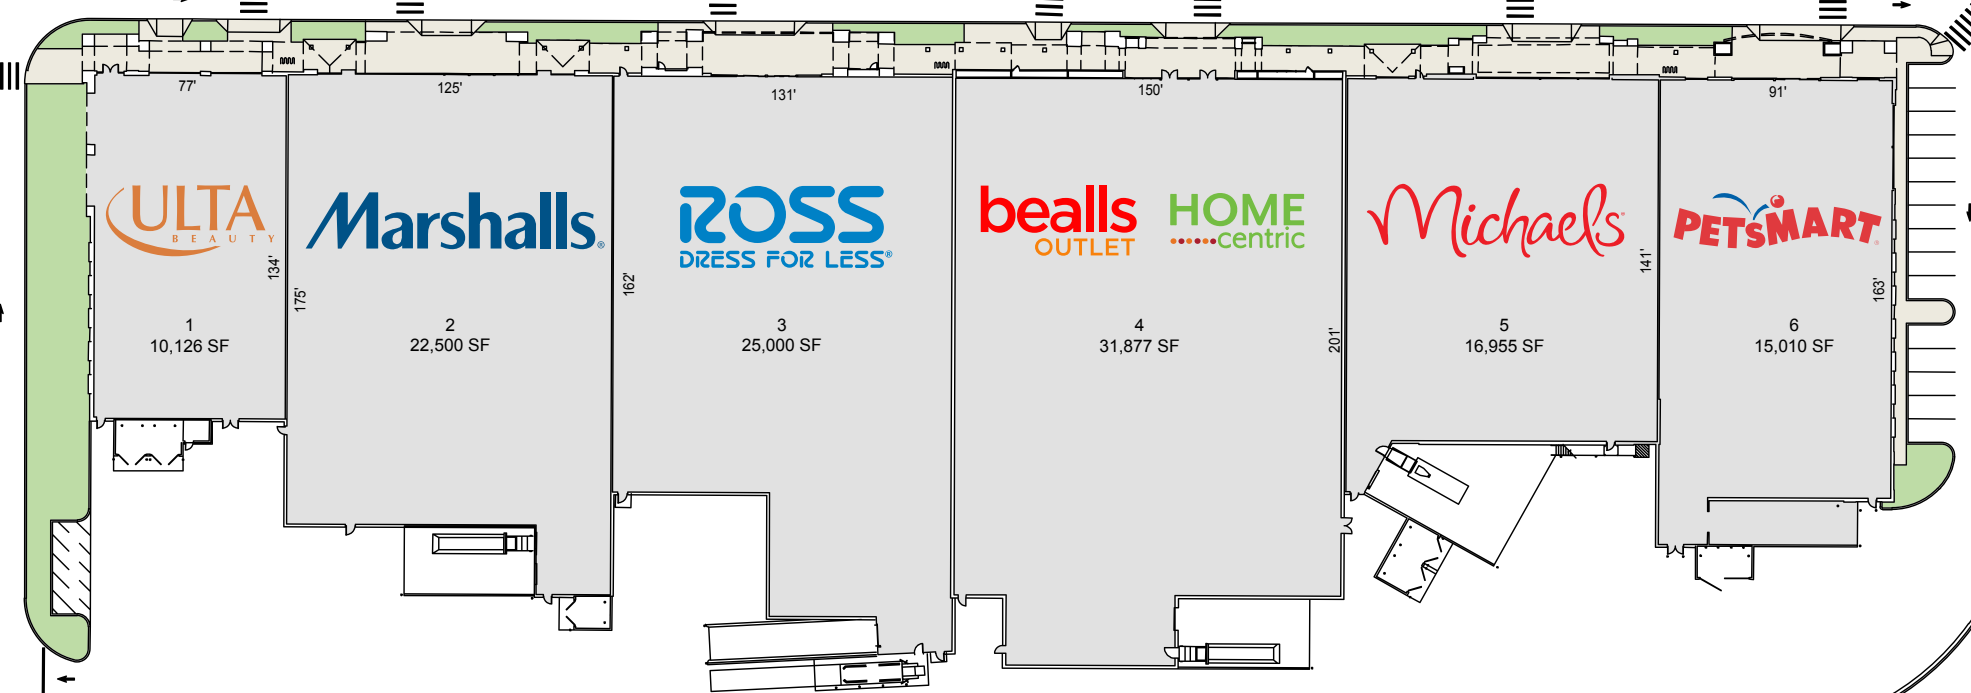 77'
ULTA
BEAUTY
134'
1
10,126 SF
125'
Marshalls®
175'
2
22,500 SF
131'
ROSS
DRESS FOR LESS®
162'
3
25,000 SF
150'
bealls
OUTLET
HOME
centric
4
31,877 SF
201'
Michaels
141'
5
16,955 SF
91'
PETSMART
163'
6
15,010 SF